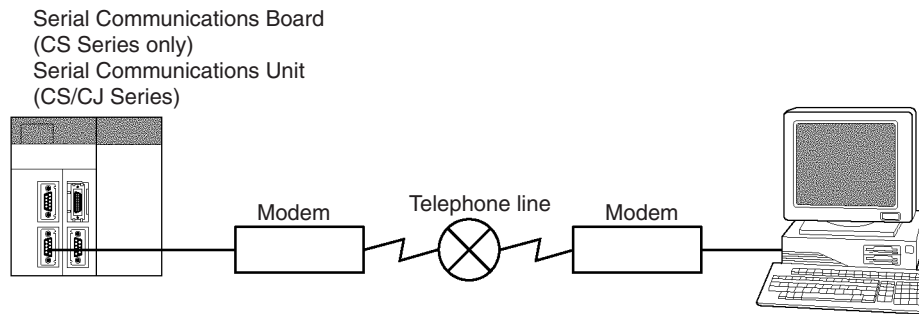 Serial Communications Board
(CS Series only)
Serial Communications Unit
(CS/CJ Series)
Modem
Telephone line
Modem